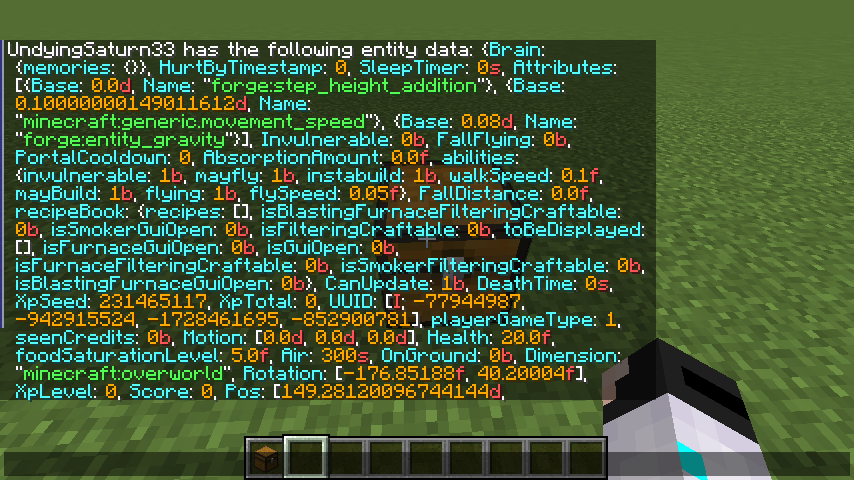 UndyingSaturn33 has the following entity data: {Brain:
{memories: {}}, HurtByTimestamp: 0, SleepTimer: 0s, Attributes:
[{Base: 0.0d, Name: "forge:step_height_addition"}, {Base:
0.10000000149011612d, Name:
"minecraft:generic.movement_speed"}, {Base: 0.08d, Name:
"forge:entity_gravity"}], Invulnerable: 0b, FallFlying: 0b,
PortalCooldown: 0, AbsorptionAmount: 0.0f, abilities:
{invulnerable: 1b, mayfly: 1b, instabuild: 1b, walkSpeed: 0.1f,
mayBuild: 1b, flying: 1b, flySpeed: 0.05f}, FallDistance: 0.0f,
recipeBook: {recipes: [], isBlastingFurnaceFilteringCraftable:
0b, isSmokerGuiOpen: 0b, isFilteringCraftable: 0b, toBeDisplayed:
[], isFurnaceGuiOpen: 0b, isGuiOpen: 0b,
isFurnaceFilteringCraftable: 0b, isSmokerFilteringCraftable: 0b,
isBlastingFurnaceGuiOpen: 0b}, CanUpdate: 1b, DeathTime: 0s,
XpSeed: 231465117, XpTotal: 0, UUID: [I; -77944987,
-942915524, -1728461695, -852900781], playerGameType: 1,
seenCredits: 0b, Motion: [0.0d, 0.0d, 0.0d], Health: 20.0f,
foodSaturationLevel: 5.0f, Air: 300s, OnGround: 0b, Dimension:
"minecraft:overworld", Rotation: [-176.85188f, 40.20004f],
XpLevel: 0, Score: 0, Pos: [149.28120096744144d,